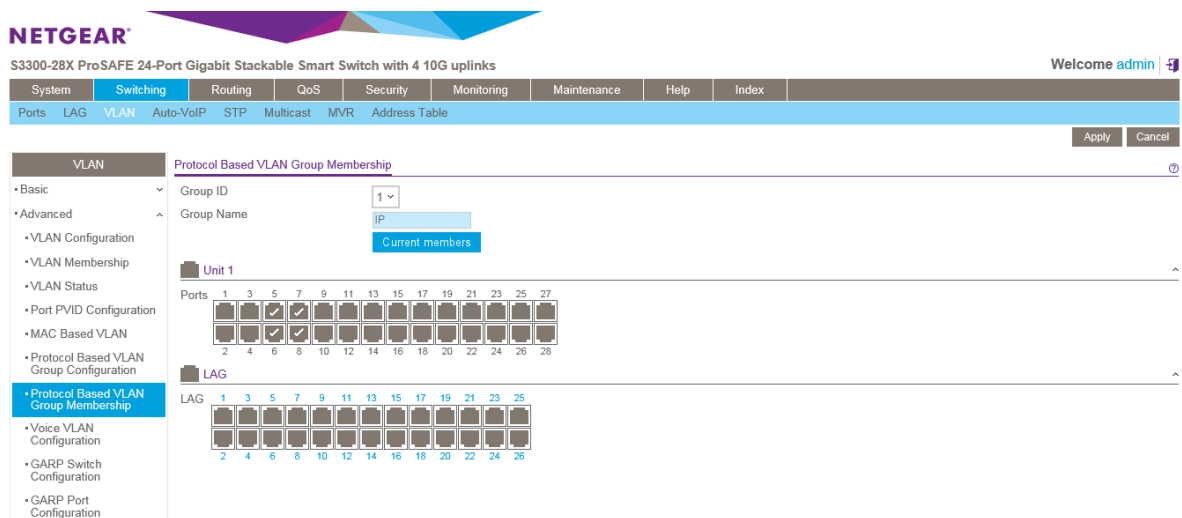 NETGEAR®
S3300-28X ProSAFE 24-Port Gigabit Stackable Smart Switch with 4 10G uplinks
Welcome admin
System Switching Routing QoS Security Monitoring Maintenance Help Index
Ports LAG VLAN Auto-VoIP STP Multicast MVR Address Table
Apply Cancel
VLAN
Basic
Advanced
VLAN Configuration
VLAN Membership
VLAN Status
Port PVID Configuration
MAC Based VLAN
Protocol Based VLAN
Group Configuration
Protocol Based VLAN
Group Membership
Voice VLAN
Configuration
GARP Switch
Configuration
GARP Port
Configuration
Protocol Based VLAN Group Membership
Group ID 1
Group Name IP
Current members
Unit 1
Ports 1 3 5 7 9 11 13 15 17 19 21 23 25 27
2 4 6 8 10 12 14 16 18 20 22 24 26 28
LAG
LAG 1 3 5 7 9 11 13 15 17 19 21 23 25
2 4 6 8 10 12 14 16 18 20 22 24 26